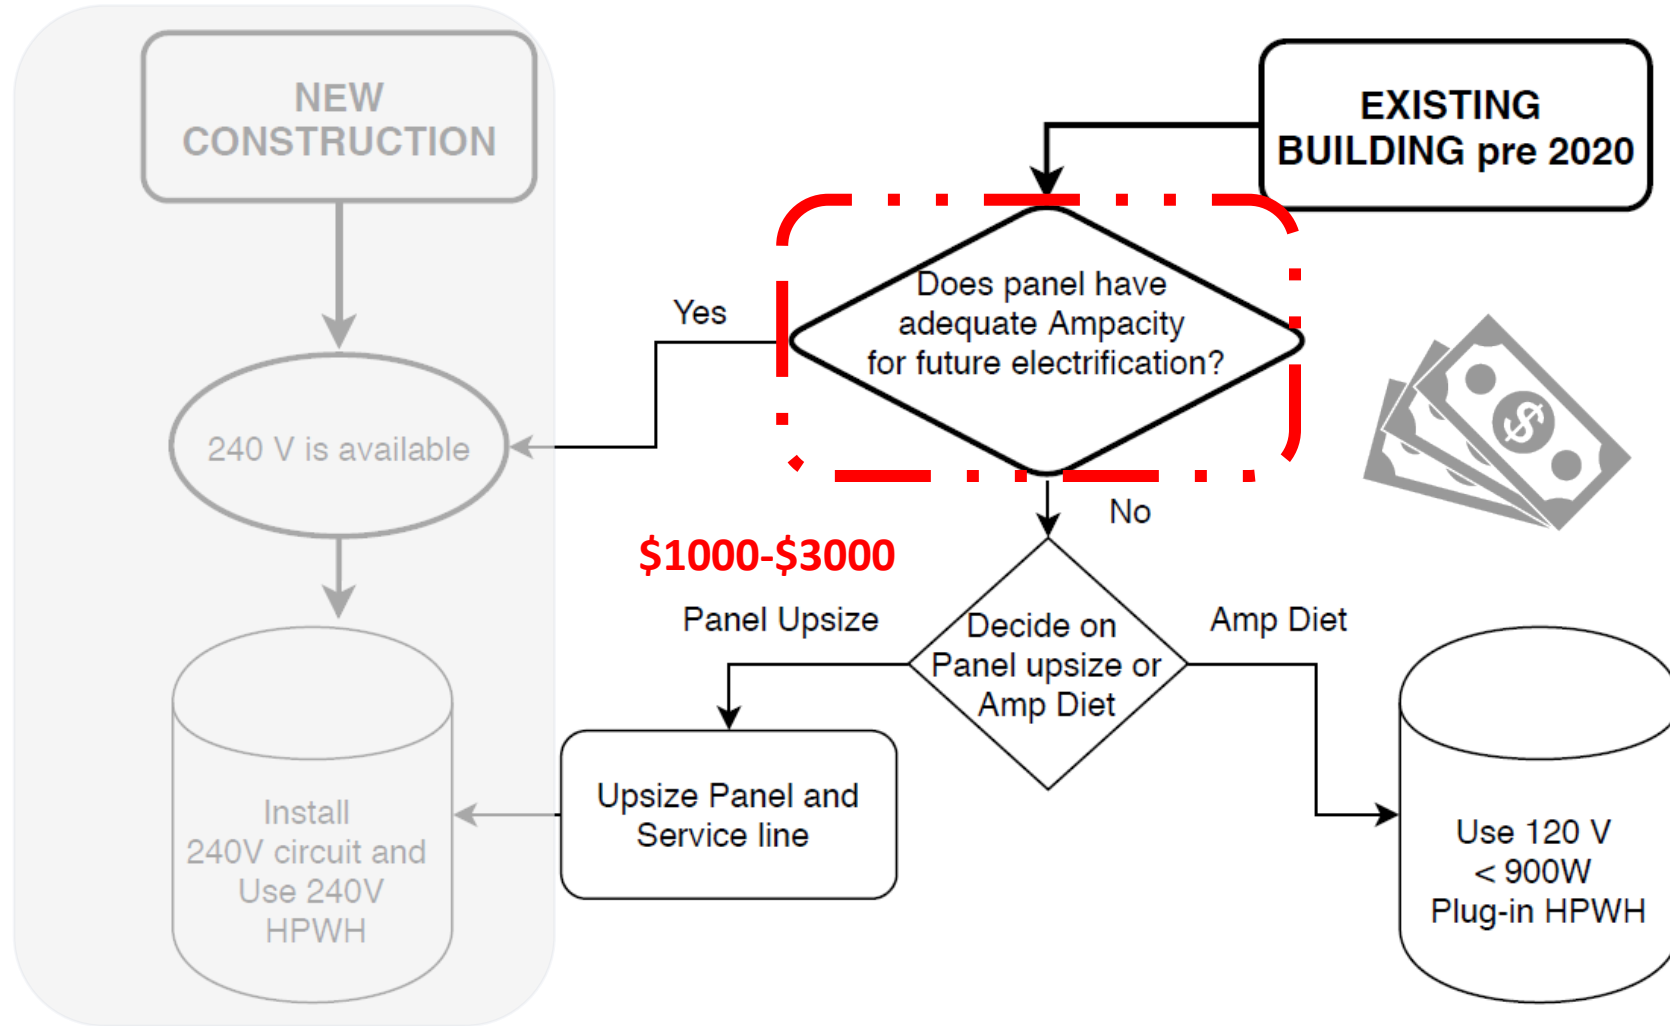 NEW
CONSTRUCTION
EXISTING
BUILDING pre 2020
Does panel have
adequate Ampacity
for future electrification?
Yes
240 V is available
$
No
$1000-$3000
Panel Upsize
Amp Diet
Decide on
Panel upsize or
Amp Diet
Upsize Panel and
Service line
Install
240V circuit and
Use 240V
HPWH
Use 120 V
< 900W
Plug-in HPWH